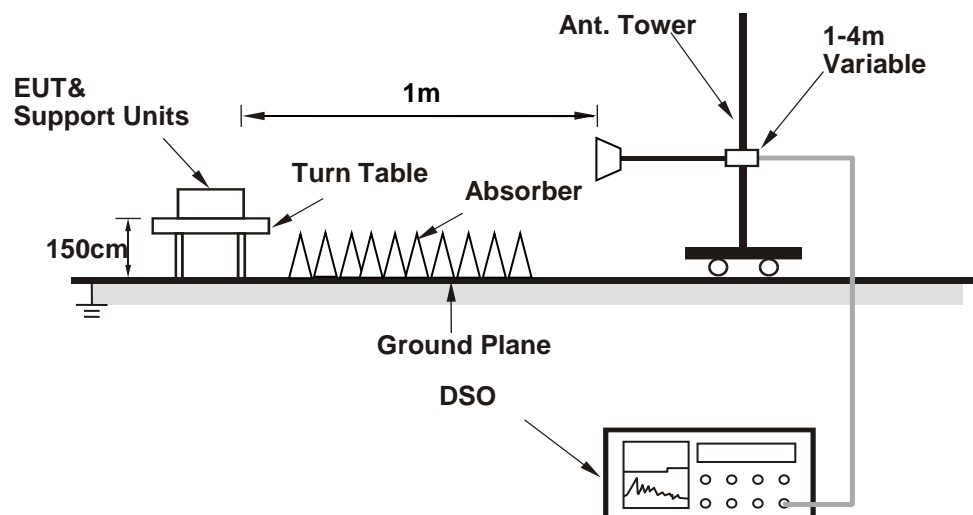 Ant. Tower
1-4m
Variable
EUT&
Support Units
1m
Turn Table
Absorber
150cm
Ground Plane
DSO